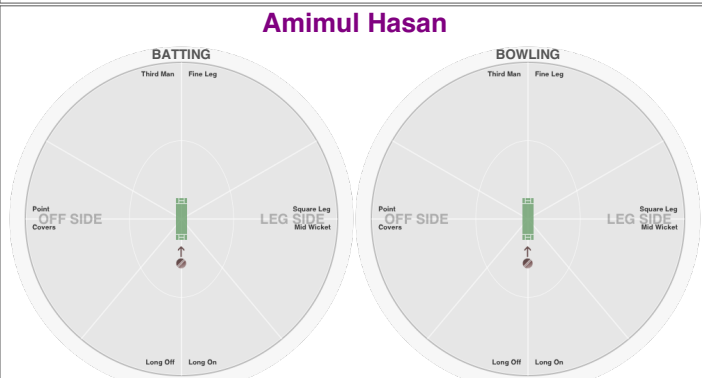 Amimul Hasan
BATTING
Third Man Fine Leg
Point
OFF SIDE
Covers
Square Leg
LEG SIDE
Mid Wicket
Long Off Long On
BOWLING
Third Man Fine Leg
Point
OFF SIDE
Covers
Square Leg
LEG SIDE
Mid Wicket
Long Off Long On